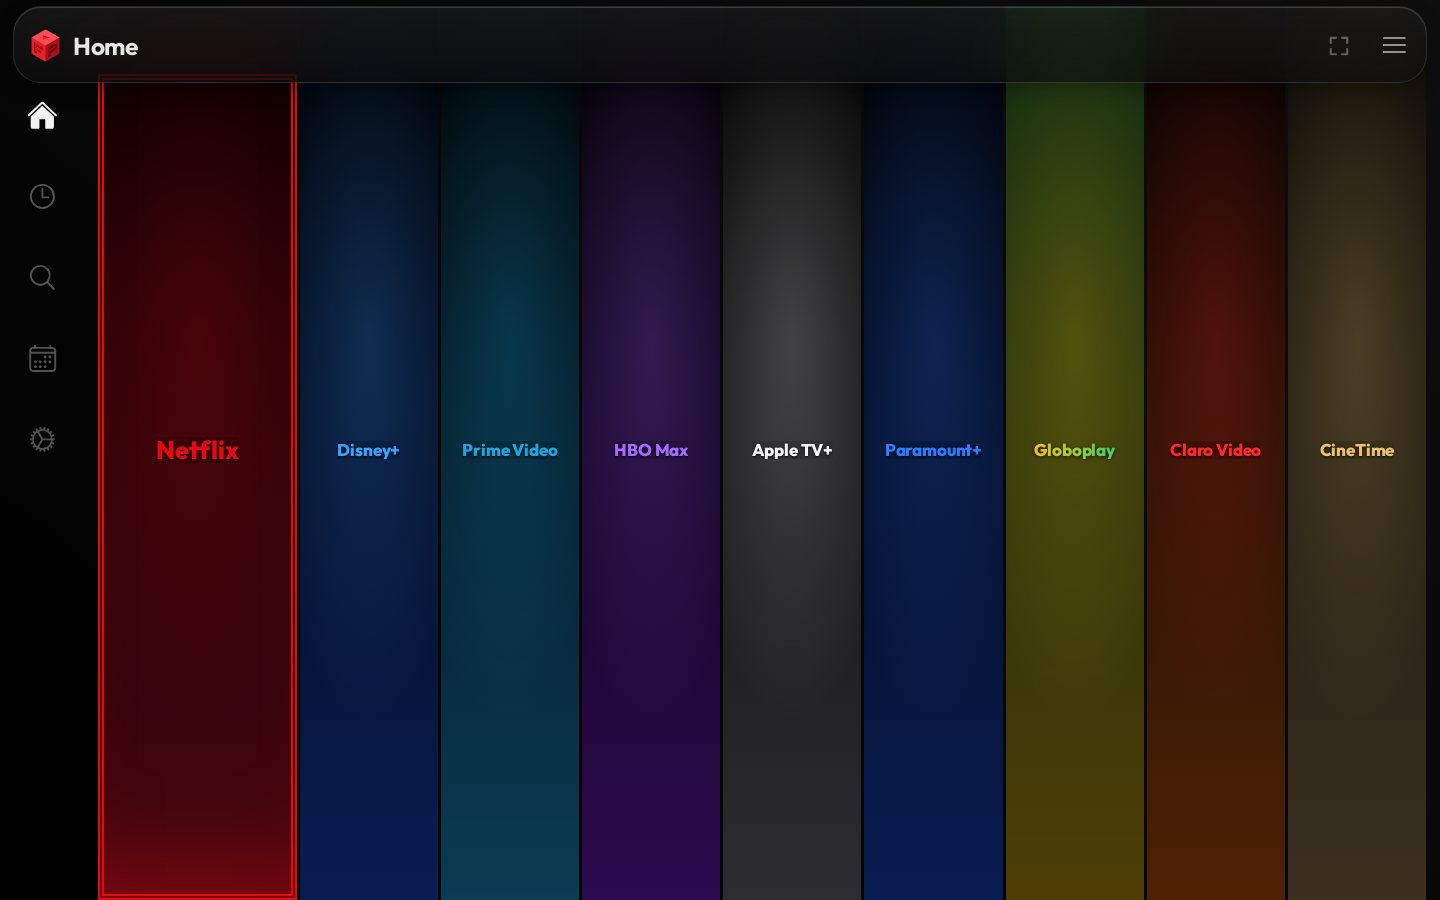 Home
Netflix
Disney+
Prime Video
HBO Max
Apple TV+
Paramount+
Globoplay
Claro Video
CineTime